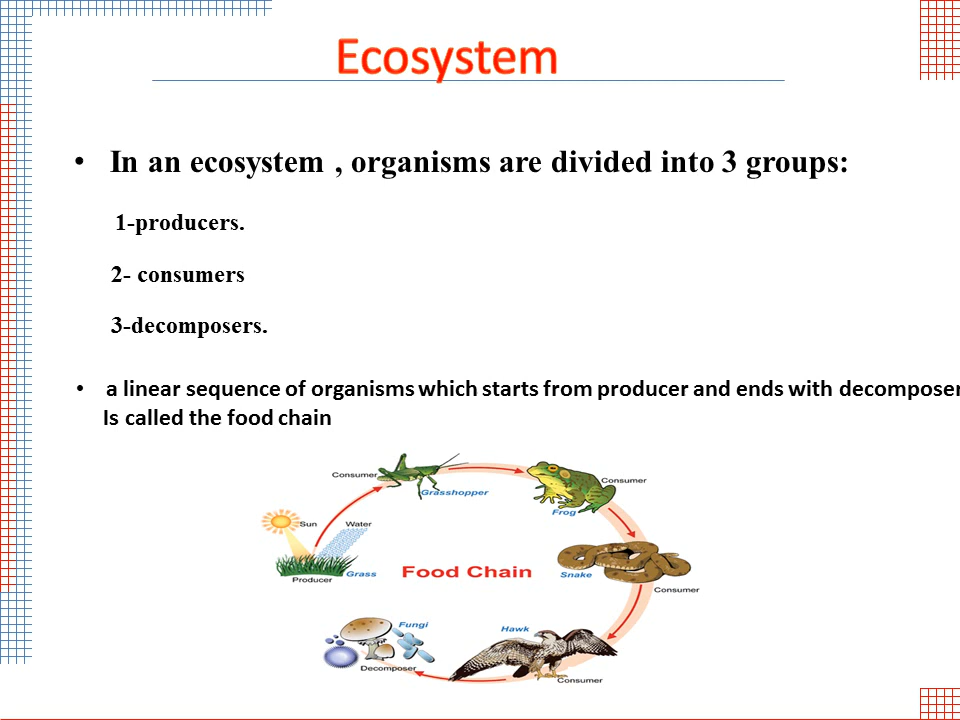 Ecosystem
• In an ecosystem , organisms are divided into 3 groups:
1-producers.
2- consumers
3-decomposers.
• a linear sequence of organisms which starts from producer and ends with decomposer
Is called the food chain
Consumer
Grasshopper
Consumer
Frog
Sun
Water
Grass
Producer
Food Chain
Snake
Consumer
Fungi
Hawk
Decomposer
Consumer